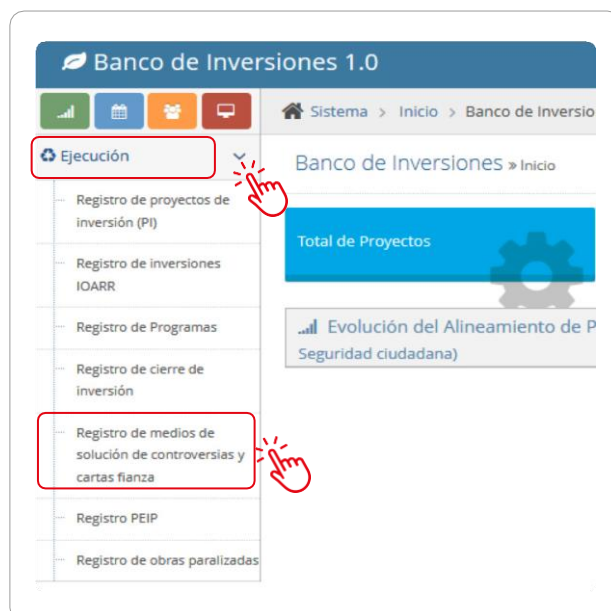 Banco de Inversiones 1.0
Sistema > Inicio > Banco de Inversio
Ejecución
Registro de proyectos de
inversión (PI)
Registro de inversiones
IOARR
Registro de Programas
Registro de cierre de
inversión
Registro de medios de
solución de controversias y
cartas fianza
Registro PEIP
Registro de obras paralizadas
Banco de Inversiones » Inicio
Total de Proyectos
Evolución del Alineamiento de P
Seguridad ciudadana)